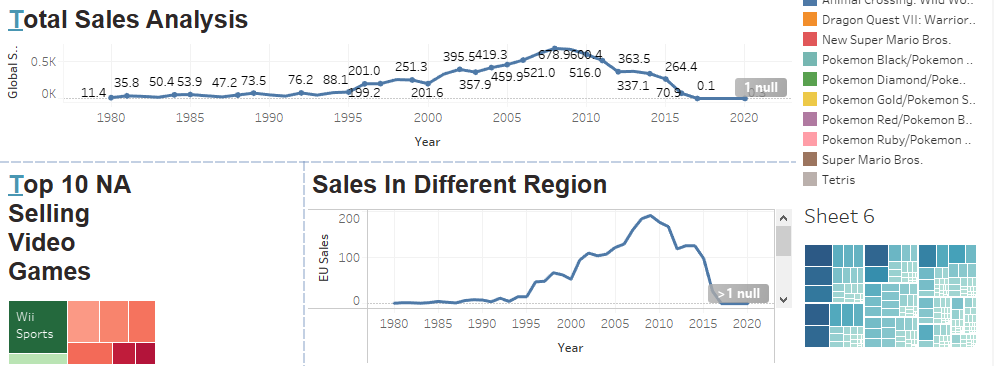 Total Sales Analysis
Global S..
0.5K
0K
11.4 35.8 50.4 53.9 47.2 73.5 76.2 88.1 201.0 199.2 251.3 201.6 395.5 357.9 419.3 459.9 521.0 678.9 600.4 516.0 363.5 337.1 264.4 70.9 0.1
1 null
1980 1985 1990 1995 2000 2005 2010 2015 2020
Year
Dragon Quest VII: Warrior..
New Super Mario Bros.
Pokemon Black/Pokemon ..
Pokemon Diamond/Poke..
Pokemon Gold/Pokemon S..
Pokemon Red/Pokemon B..
Pokemon Ruby/Pokemon ..
Super Mario Bros.
Tetris
Top 10 NA
Selling
Video
Games
Wii
Sports
Sales In Different Region
EU Sales
200
100
0
>1 null
1980 1985 1990 1995 2000 2005 2010 2015 2020
Year
Sheet 6